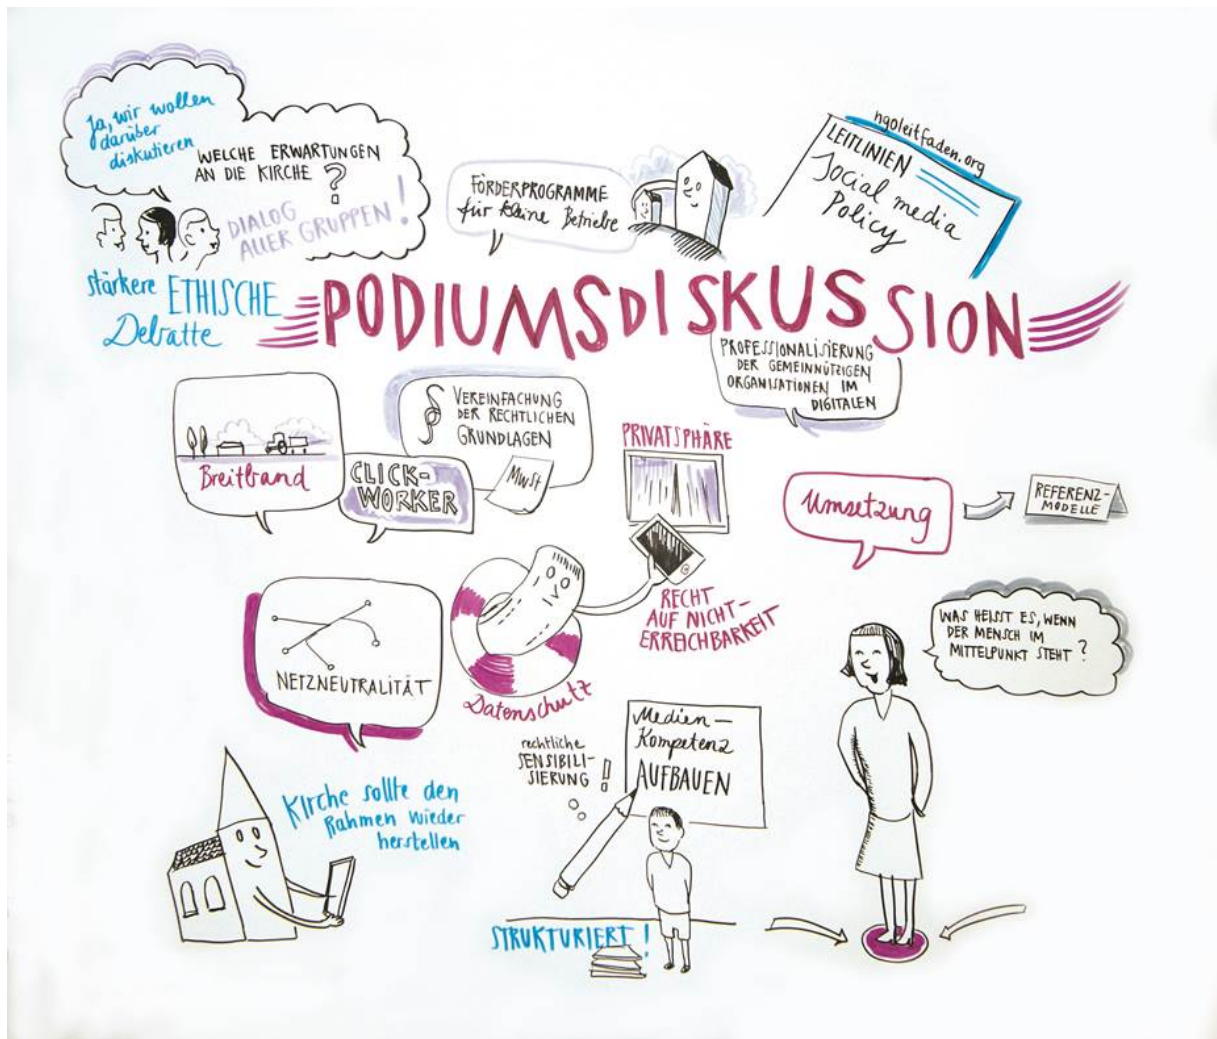 Ja, wir wollen
darüber
diskutieren
WELCHE ERWARTUNGEN
AN DIE KIRCHE ?
DIALOG
ALLER GRUPPEN!
stärkere ETHISCHE
Debatte
FÖRDERPROGRAMME
für kleine Betriebe
ngoleitfaden.org
LEITLINIEN
Social media
Policy
PODIUMSDISKUSSION
PROFESSIONALISIERUNG
DER GEMEINNÜTZIGEN
ORGANISATIONEN IM
DIGITALEN
Breitband
§ VEREINFACHUNG
DER RECHTLICHEN
GRUNDLAGEN
MwSt
CLICK-
WORKER
PRIVATSPHÄRE
RECHT
AUF NICHT-
ERREICHBARKEIT
Umsetzung
REFERENZ-
MODELLE
NETZNEUTRALITÄT
Datenschutz
WAS HEISST ES, WENN
DER MENSCH IM
MITTELPUNKT STEHT ?
Kirche sollte den
Rahmen wieder
herstellen
rechtliche
SENSIBILI-
SIERUNG !
Medien-
Kompetenz
AUFBAUEN
STRUKTURIERT !